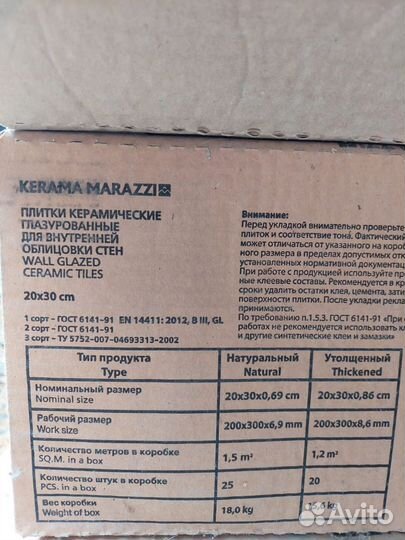 KERAMA MARAZZI
ПЛИТКИ КЕРАМИЧЕСКИЕ
ГЛАЗУРОВАННЫЕ
ДЛЯ ВНУТРЕННЕЙ
ОБЛИЦОВКИ СТЕН
WALL GLAZED
CERAMIC TILES
20x30 cm
1 сорт – ГОСТ 6141-91 EN 14411: 2012, B III, GL
2 сорт – ГОСТ 6141-91
3 сорт – ТУ 5752-007-04693313-2002
Внимание:
Перед укладкой внимательно проверьте
плиток и соответствие тона. Фактический
может отличаться от указанного на короб
ного размера в пределах допустимых отк
установленных нормативной документац
При работе с продукцией используйте
ные клеевые составы. Рекомендуется в кр
сроки удалить остатки клея, цемента, зати
поверхности плитки. После укладки рекла
принимаются.
По требованию п.1.5.3. ГОСТ 6141-91 «При
работах не рекомендуется использовать кл
и другие синтетические клеи и замазки»
Тип продукта Натуральный Утолщенный
Type Natural Thickened
Номинальный размер 20x30x0,69 cm 20x30x0,86 cm
Nominal size
Рабочий размер 200x300x6,9 mm 200x300x8,6 mm
Work size
Количество метров в коробке 1,5 m² 1,2 m²
SQ.M. in a box
Количество штук в коробке 25 20
PCS. in a box
Вес коробки 18,0 kg kg
Weight of box
Avito